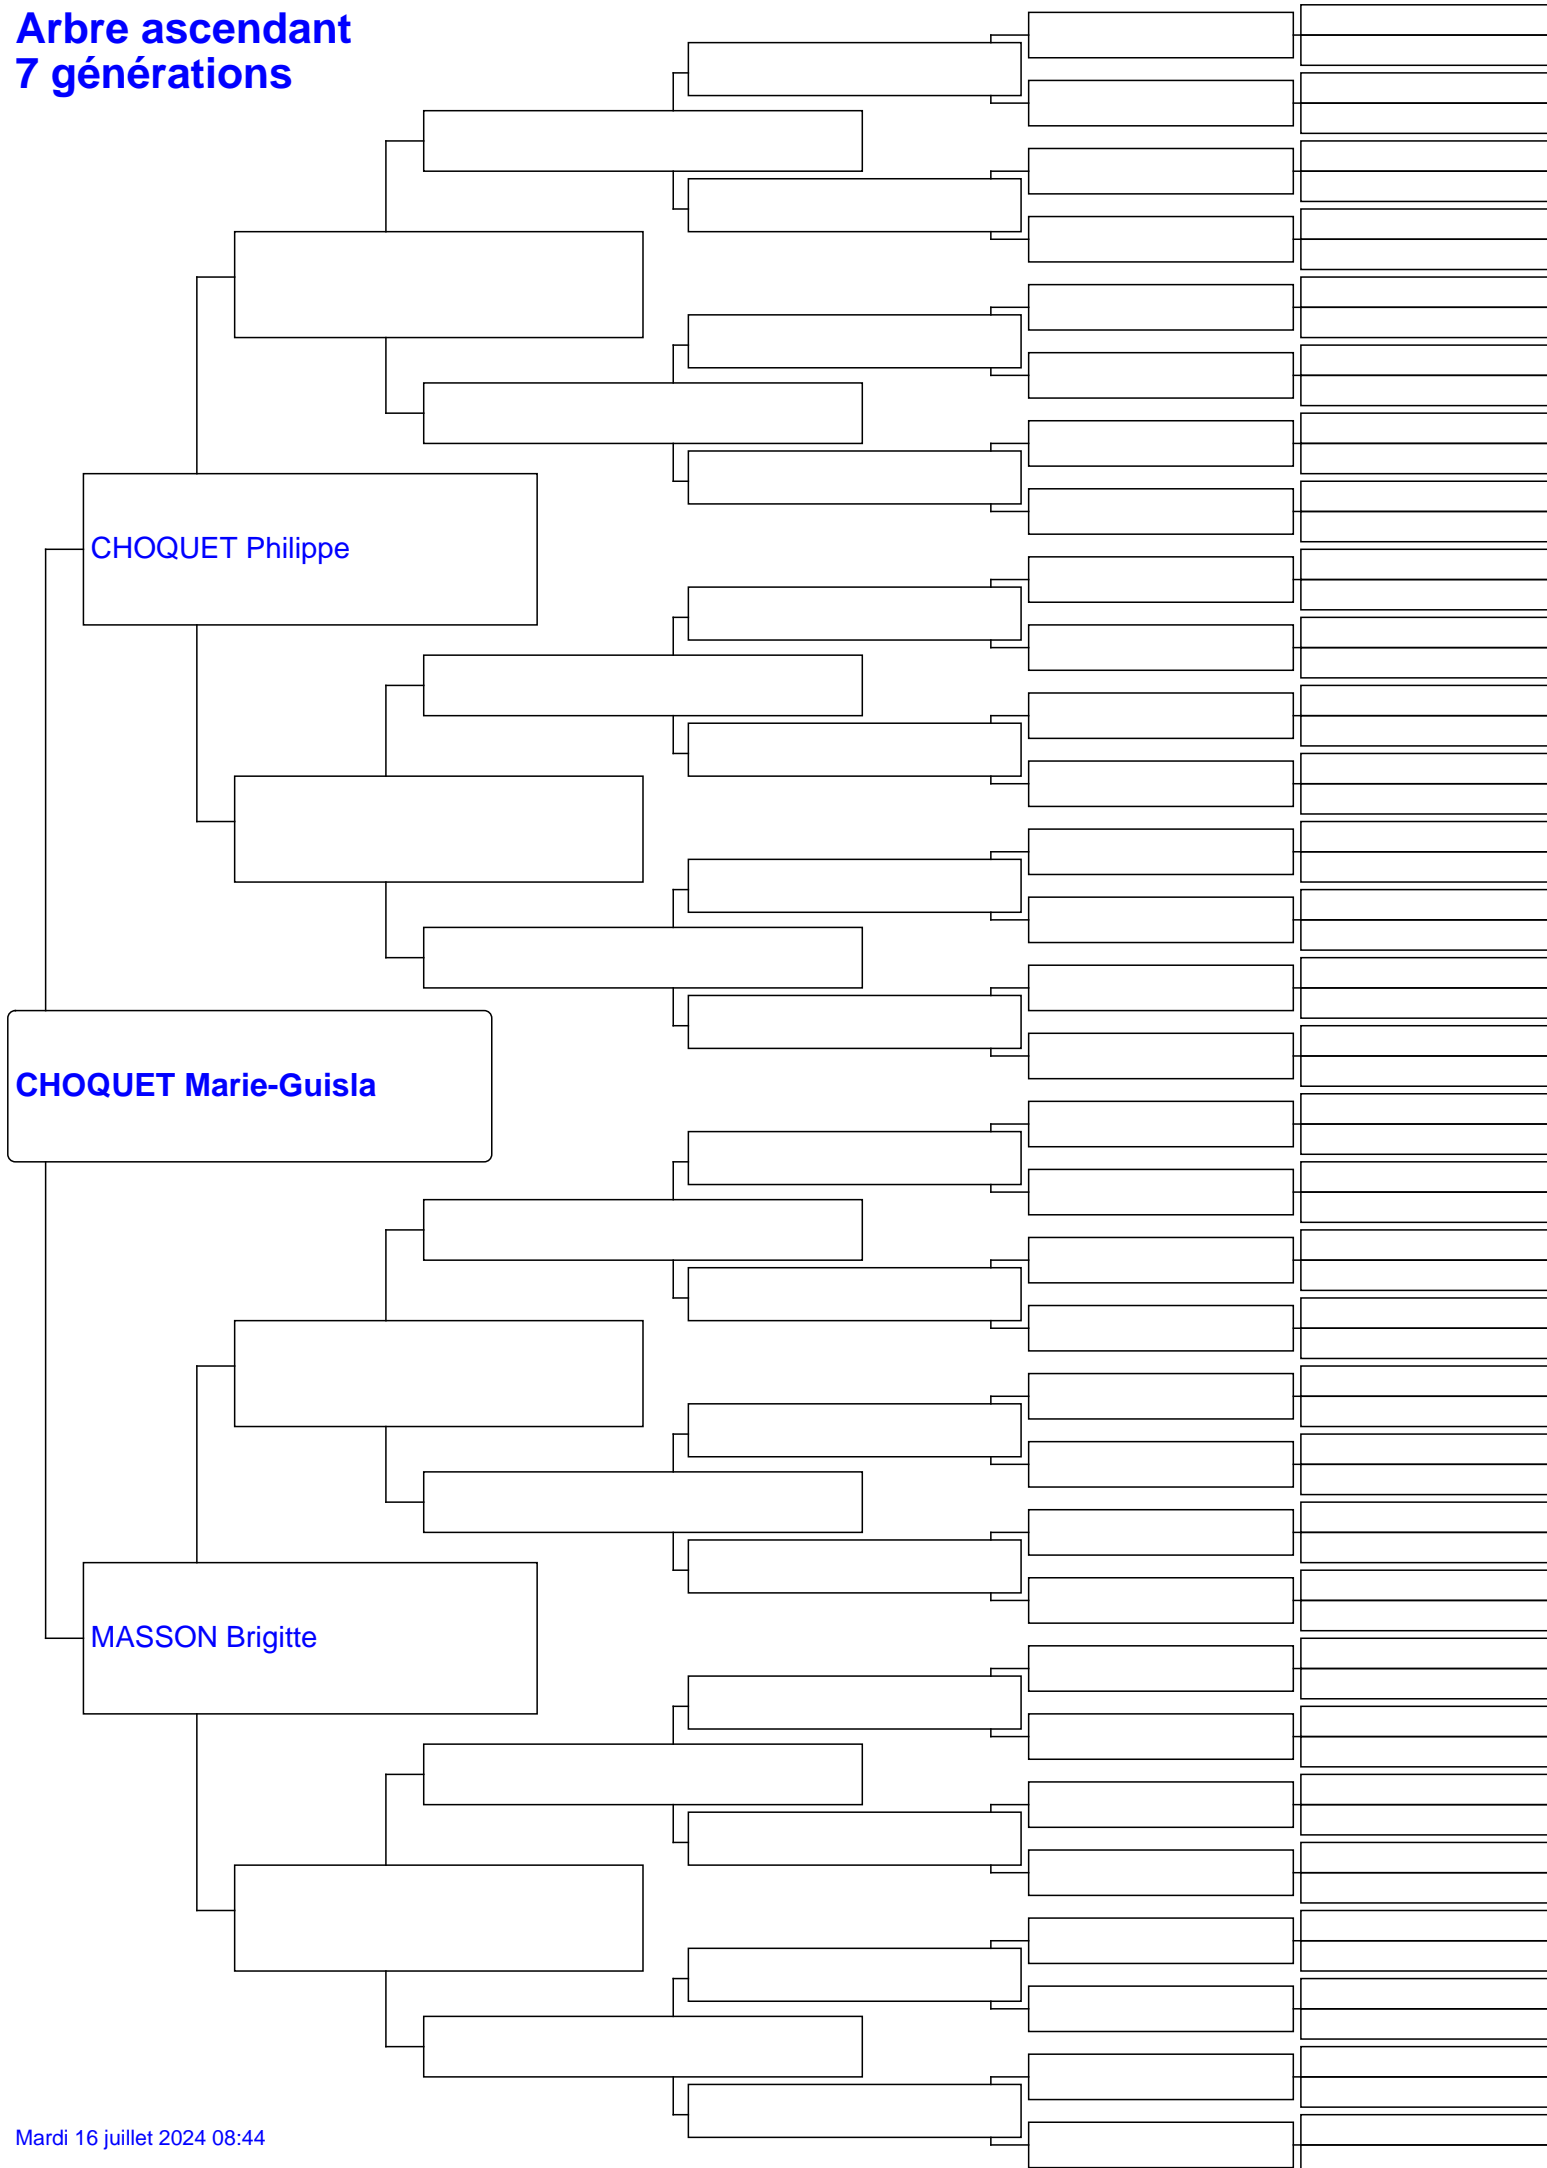 Arbre ascendant
7 générations
CHOQUET Philippe
CHOQUET Marie-Guisla
MASSON Brigitte
Mardi 16 juillet 2024 08:44